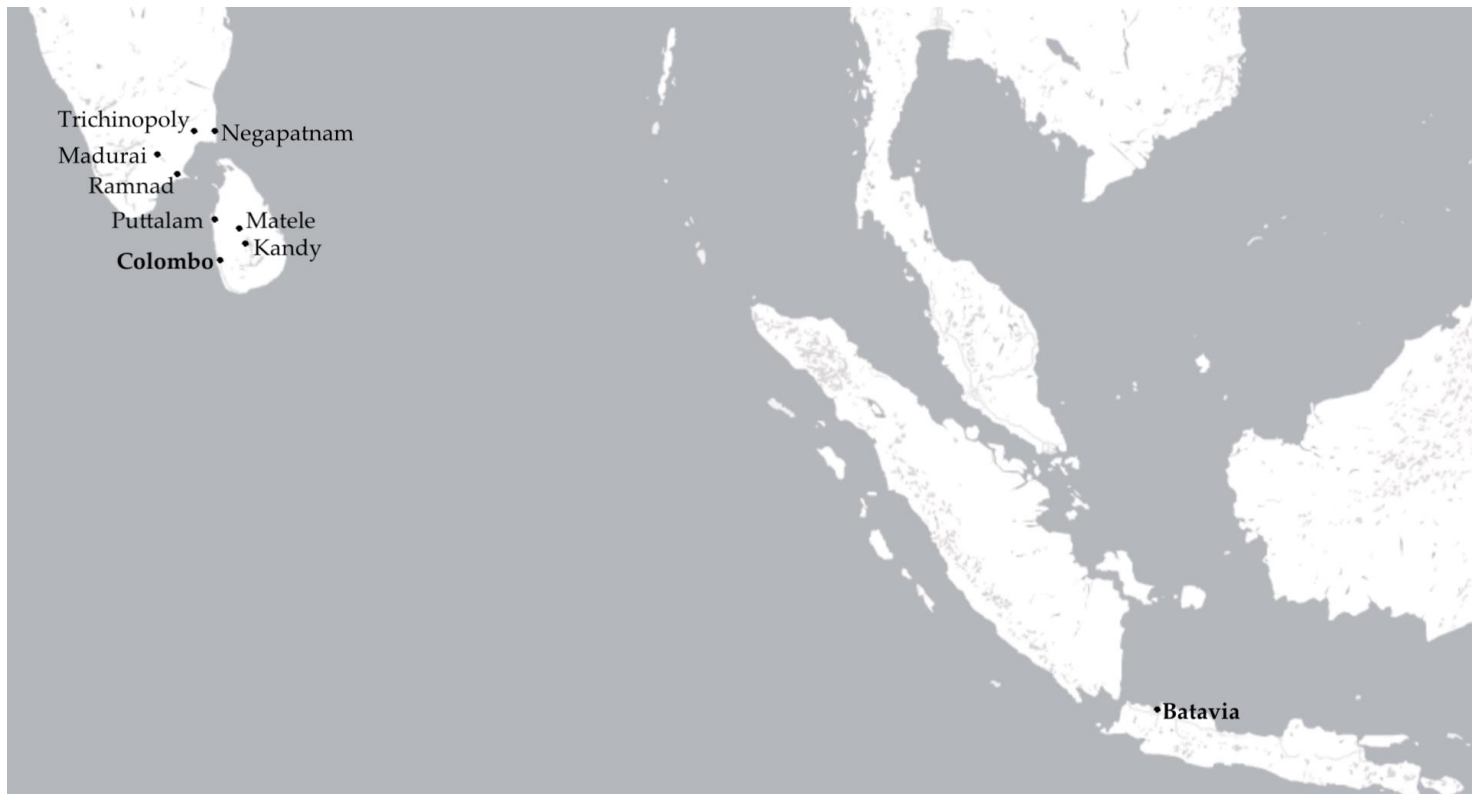 Trichinopoly
Negapatnam
Madurai
Ramnad
Puttalam
Matele
Kandy
Colombo
Batavia